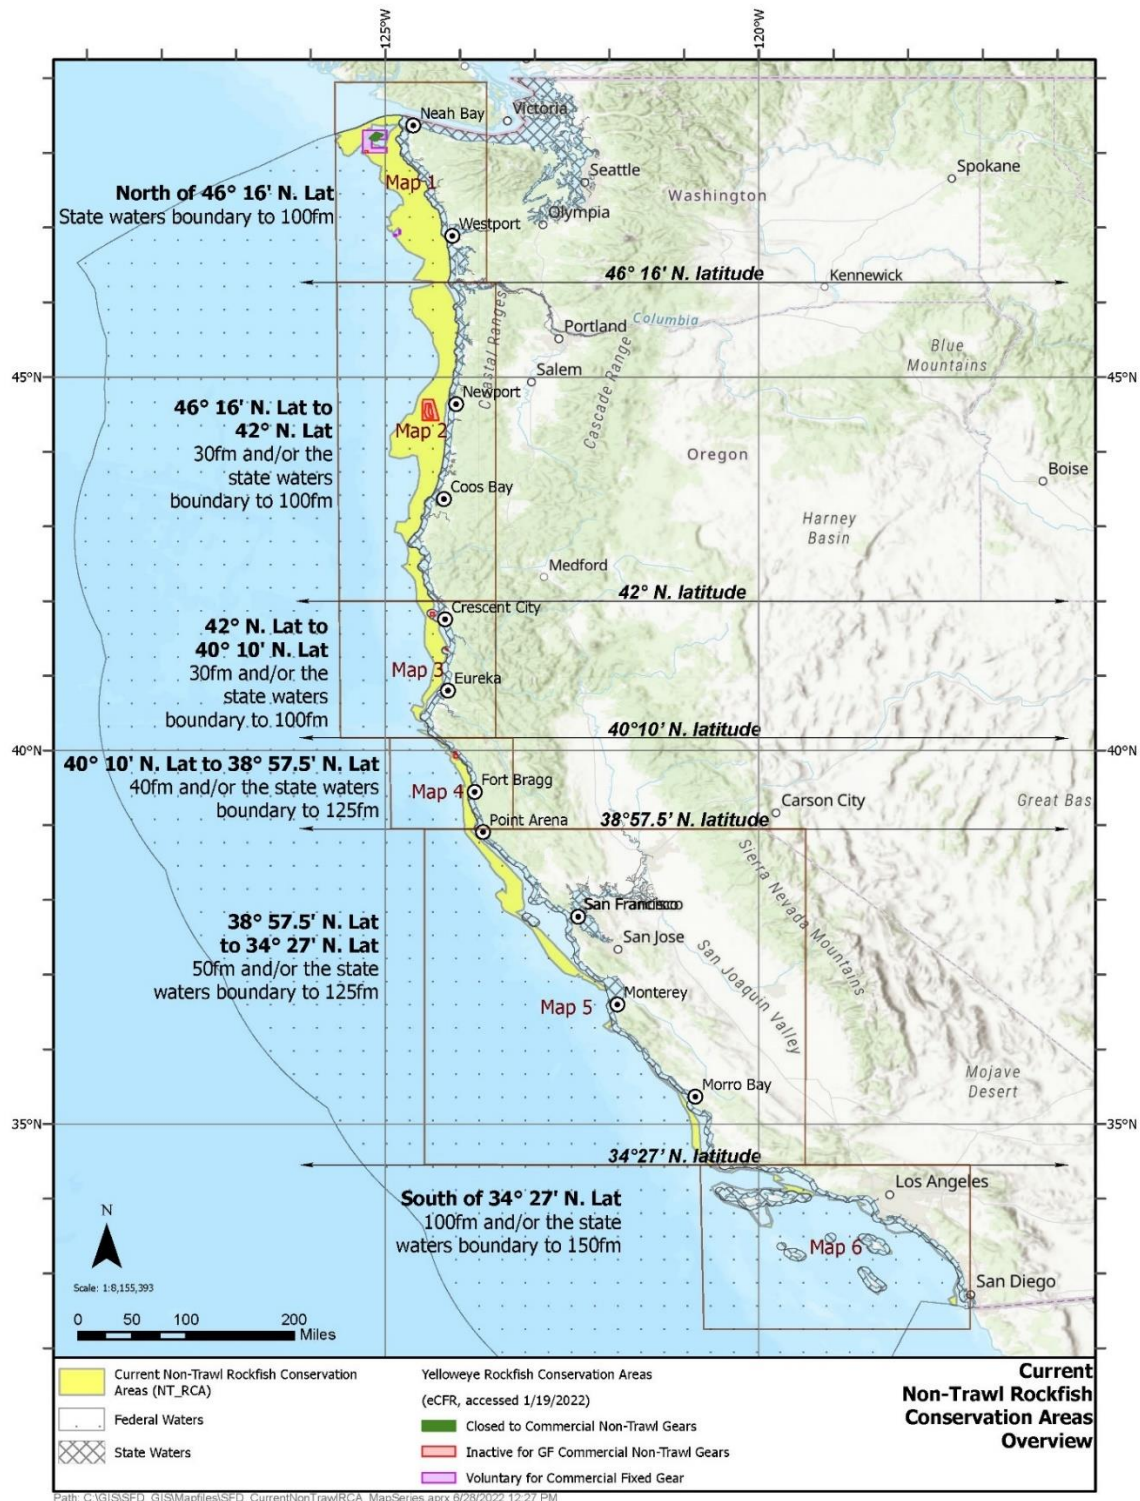 125°W
120°W
Neah Bay
Victoria
Seattle
Spokane
Map 1
North of 46° 16' N. Lat
State waters boundary to 100fm
Washington
Olympia
Westport
46° 16' N. latitude
Kennewick
Columbia
Portland
Coastal Ranges
Cascade Range
Blue
Mountains
45°N
45°N
Salem
Newport
46° 16' N. Lat to
42° N. Lat
30fm and/or the
state waters
boundary to 100fm
Map 2
Oregon
Boise
Coos Bay
Harney
Basin
Medford
42° N. latitude
Crescent City
42° N. Lat to
40° 10' N. Lat
30fm and/or the
state waters
boundary to 100fm
Map 3
Eureka
40°10’ N. latitude
40°N
40°N
40° 10' N. Lat to 38° 57.5' N. Lat
40fm and/or the state waters
boundary to 125fm
Fort Bragg
Map 4
Carson City
Great Bas
Point Arena
38°57.5’ N. latitude
Sierra Nevada Mountains
38° 57.5' N. Lat
to 34° 27' N. Lat
50fm and/or the state
waters boundary to 125fm
San Francisco
San Jose
San Joaquin Valley
Monterey
Map 5
Mojave
Desert
Morro Bay
35°N
35°N
34°27’ N. latitude
South of 34° 27' N. Lat
100fm and/or the state
waters boundary to 150fm
Los Angeles
Map 6
San Diego
N
Scale: 1:8,155,393
0 50 100 200
Miles
Current Non-Trawl Rockfish Conservation
Areas (NT_RCA)
Federal Waters
State Waters
Yelloweye Rockfish Conservation Areas
(eCFR, accessed 1/19/2022)
Closed to Commercial Non-Trawl Gears
Inactive for GF Commercial Non-Trawl Gears
Voluntary for Commercial Fixed Gear
Current
Non-Trawl Rockfish
Conservation Areas
Overview
Path: C:\GIS\SFD_GIS\Mapfiles\SFD_CurrentNonTrawlRCA_MapSeries.aprx 6/28/2022 12:27 PM